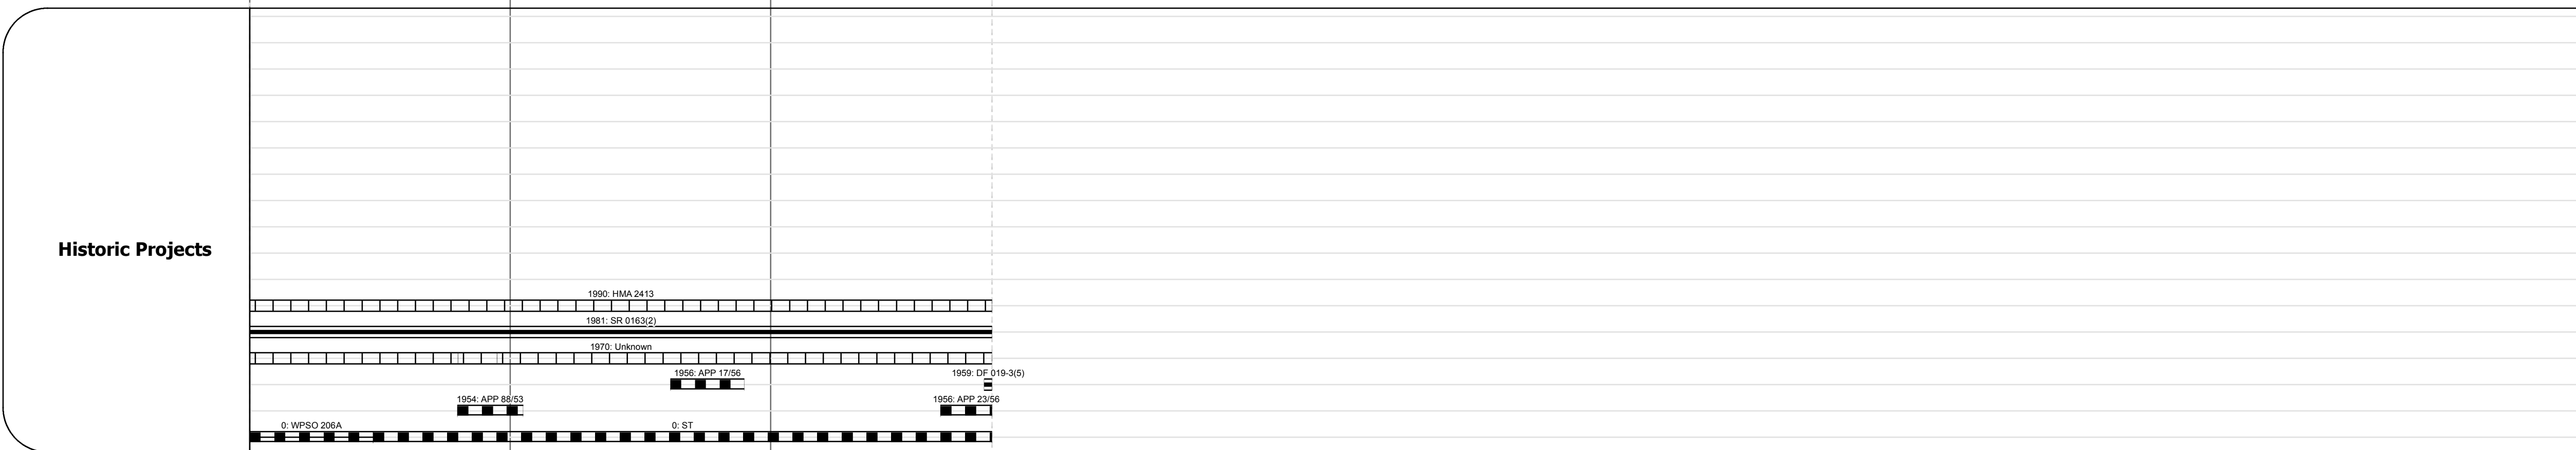 Historic Projects
1990: HMA 2413
1981: SR 0163(2)
1970: Unknown
1956: APP 17/56
1959: DF 019-3(5)
1954: APP 88/53
1956: APP 23/56
0: WPSO 206A
0: ST